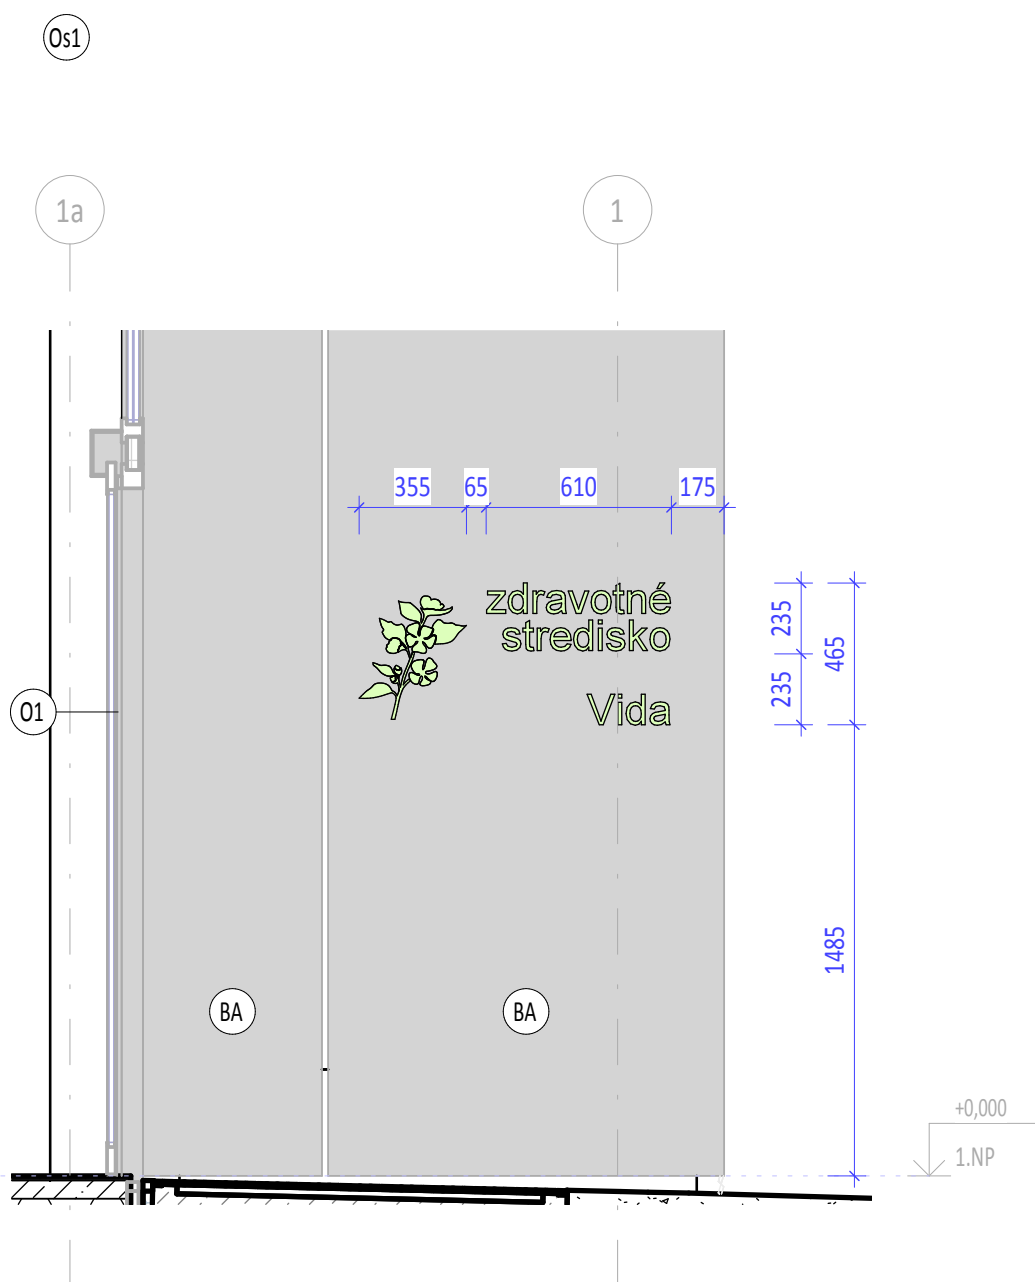 Os1
1a
1
355
65
610
175
zdravotné
stredisko
Vida
235
235
465
O1
1485
BA
BA
+0,000
1.NP